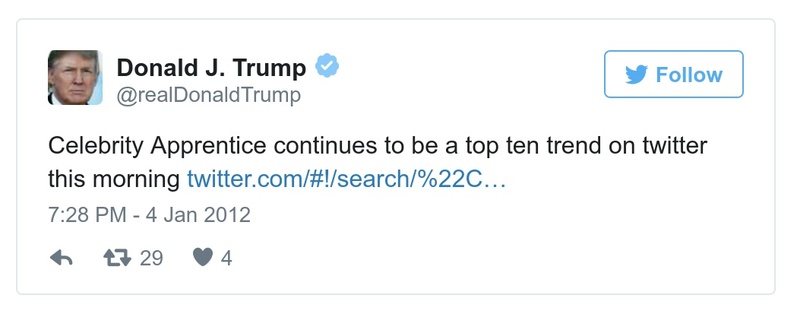 Donald J. Trump
@realDonaldTrump
Follow
Celebrity Apprentice continues to be a top ten trend on twitter
this morning twitter.com/#!/search/%22C…
7:28 PM - 4 Jan 2012
29 4